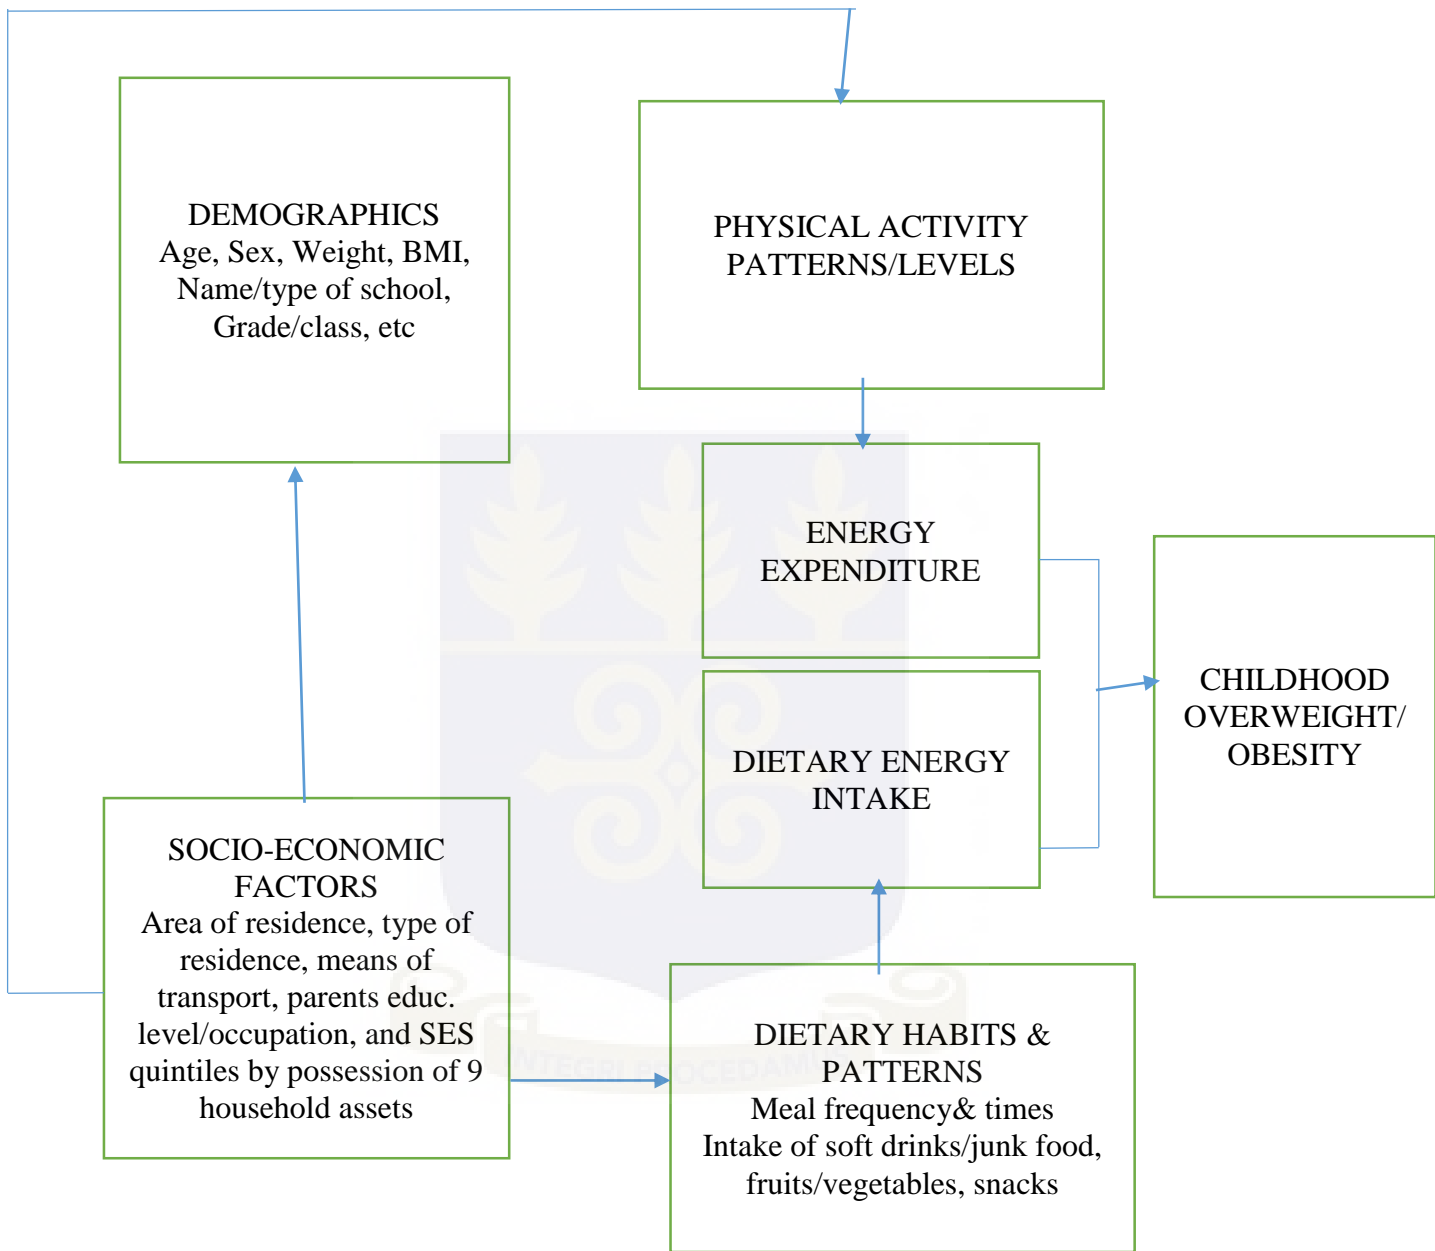 DEMOGRAPHICS
Age, Sex, Weight, BMI,
Name/type of school,
Grade/class, etc
PHYSICAL ACTIVITY
PATTERNS/LEVELS
ENERGY
EXPENDITURE
DIETARY ENERGY
INTAKE
CHILDHOOD
OVERWEIGHT/
OBESITY
SOCIO-ECONOMIC
FACTORS
Area of residence, type of
residence, means of
transport, parents educ.
level/occupation, and SES
quintiles by possession of 9
household assets
DIETARY HABITS &
PATTERNS
Meal frequency& times
Intake of soft drinks/junk food,
fruits/vegetables, snacks
INTEGRI PROCEDAMUS